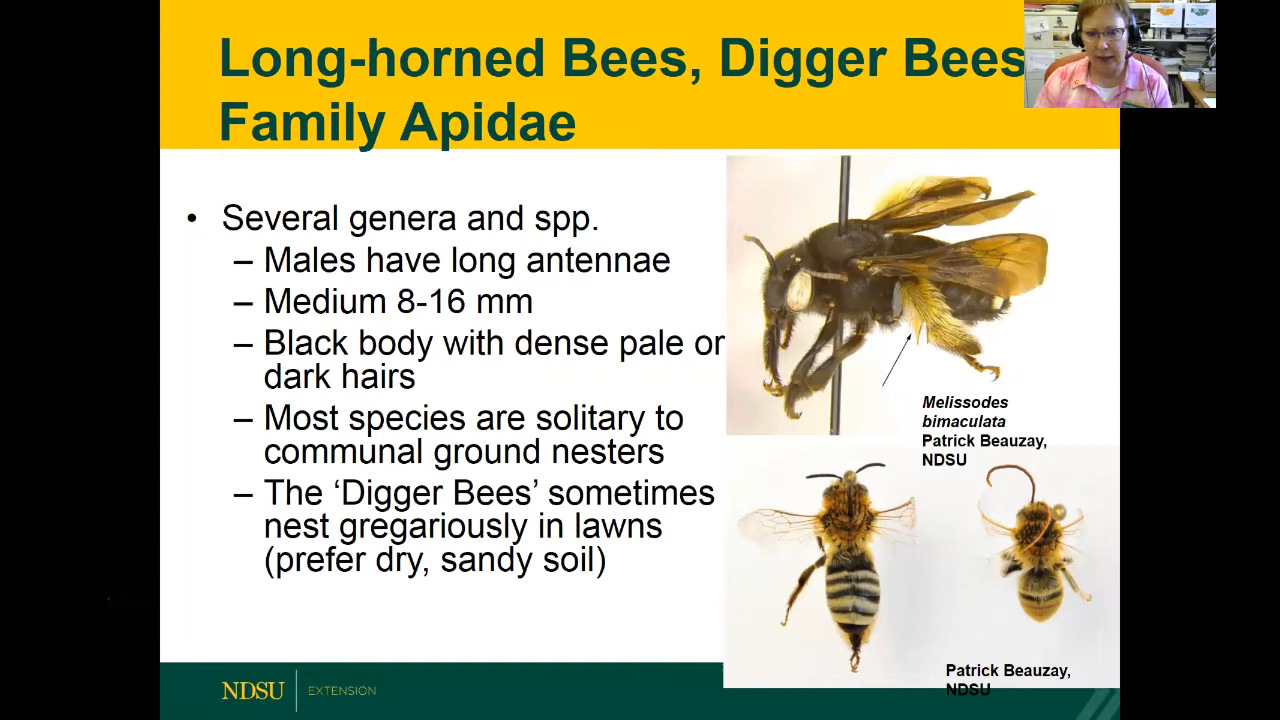 Long-horned Bees, Digger Bees
Family Apidae
• Several genera and spp.
– Males have long antennae
– Medium 8-16 mm
– Black body with dense pale or
dark hairs
– Most species are solitary to
communal ground nesters
– The ‘Digger Bees’ sometimes
nest gregariously in lawns
(prefer dry, sandy soil)
Melissodes
bimaculata
Patrick Beauzay,
NDSU
Patrick Beauzay,
NDSU
NDSU EXTENSION